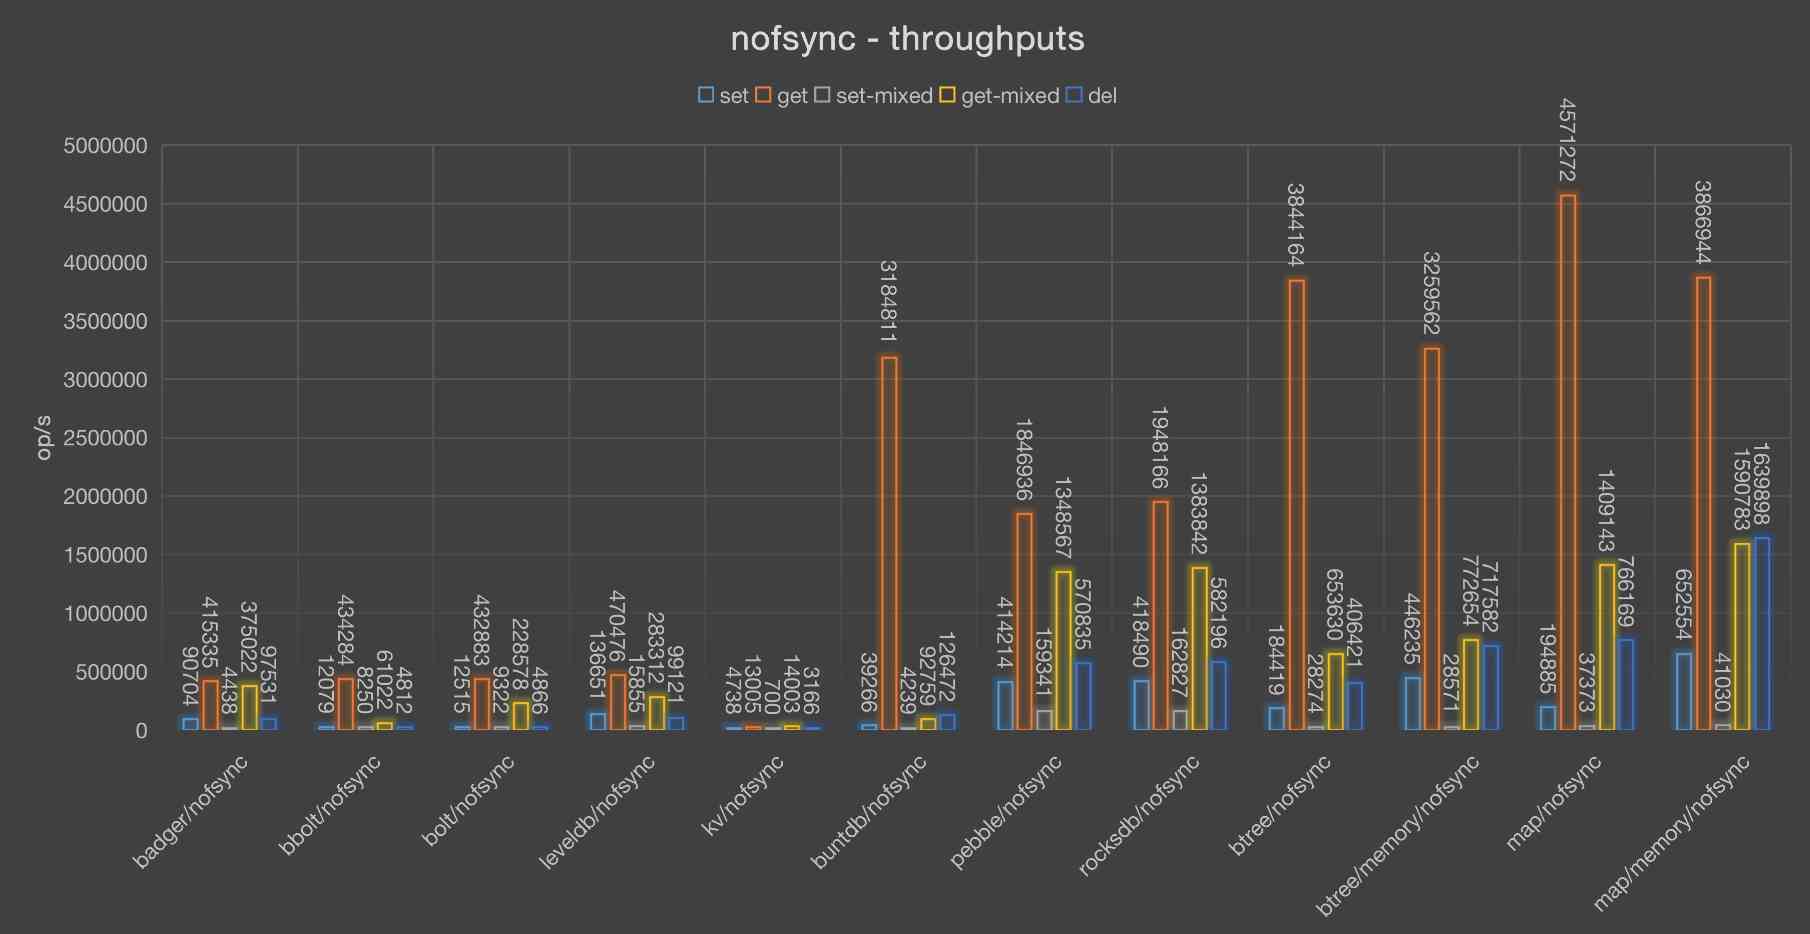 nofsync - throughputs
set get set-mixed get-mixed del
op/s
5000000
4500000
4000000
3500000
3000000
2500000
2000000
1500000
1000000
500000
0
90704 415335 4438 375022 97531
12079 434284 8250 61022 4812
12515 432883 9322 228578 4866
136651 470476 15855 283312 99121
4738 13005 700 14003 3166
39266 3184811 4239 92759 126472
414214 1846936 159341 1348567 570835
418490 1948166 162827 1383842 582196
184419 3844164 28274 653630 406421
446235 3259562 28571 772654 717582
194885 4571272 37373 1409143 766169
652554 3866944 41030 1590783 1639898
badger/nofsync
bbolt/nofsync
bolt/nofsync
leveldb/nofsync
kv/nofsync
buntdb/nofsync
pebble/nofsync
rocksdb/nofsync
btree/nofsync
btree/memory/nofsync
map/nofsync
map/memory/nofsync